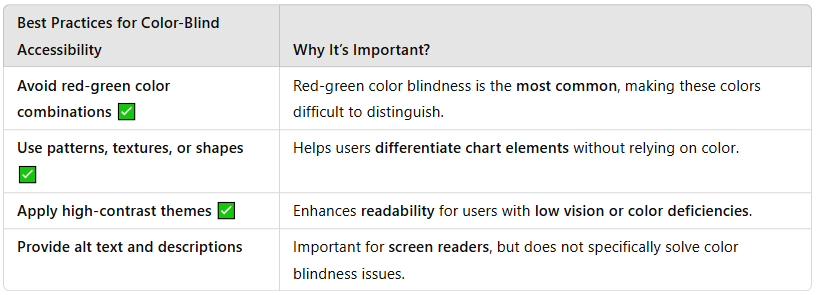 Best Practices for Color-Blind
Accessibility
Why It's Important?
Avoid red-green color
combinations ✅
Red-green color blindness is the most common, making these colors
difficult to distinguish.
Use patterns, textures, or shapes
✅
Helps users differentiate chart elements without relying on color.
Apply high-contrast themes ✅
Enhances readability for users with low vision or color deficiencies.
Provide alt text and descriptions
Important for screen readers, but does not specifically solve color
blindness issues.